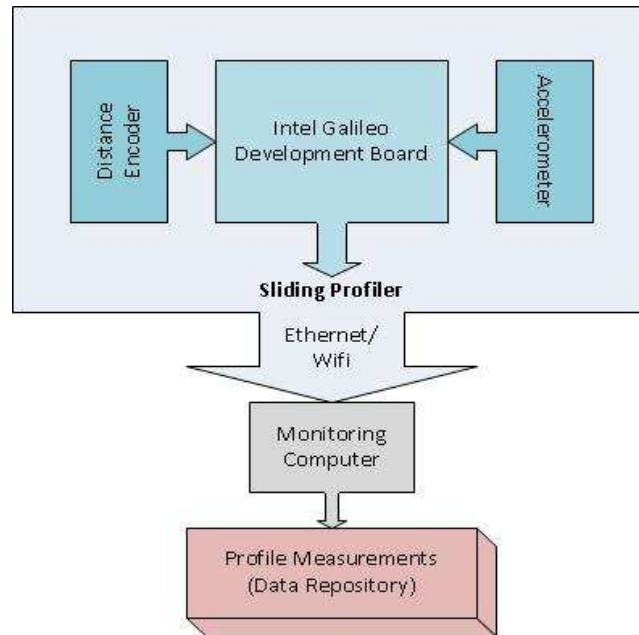 Distance
Encoder
Intel Galileo
Development Board
Accelerometer
Sliding Profiler
Ethernet/
Wifi
Monitoring
Computer
Profile Measurements
(Data Repository)